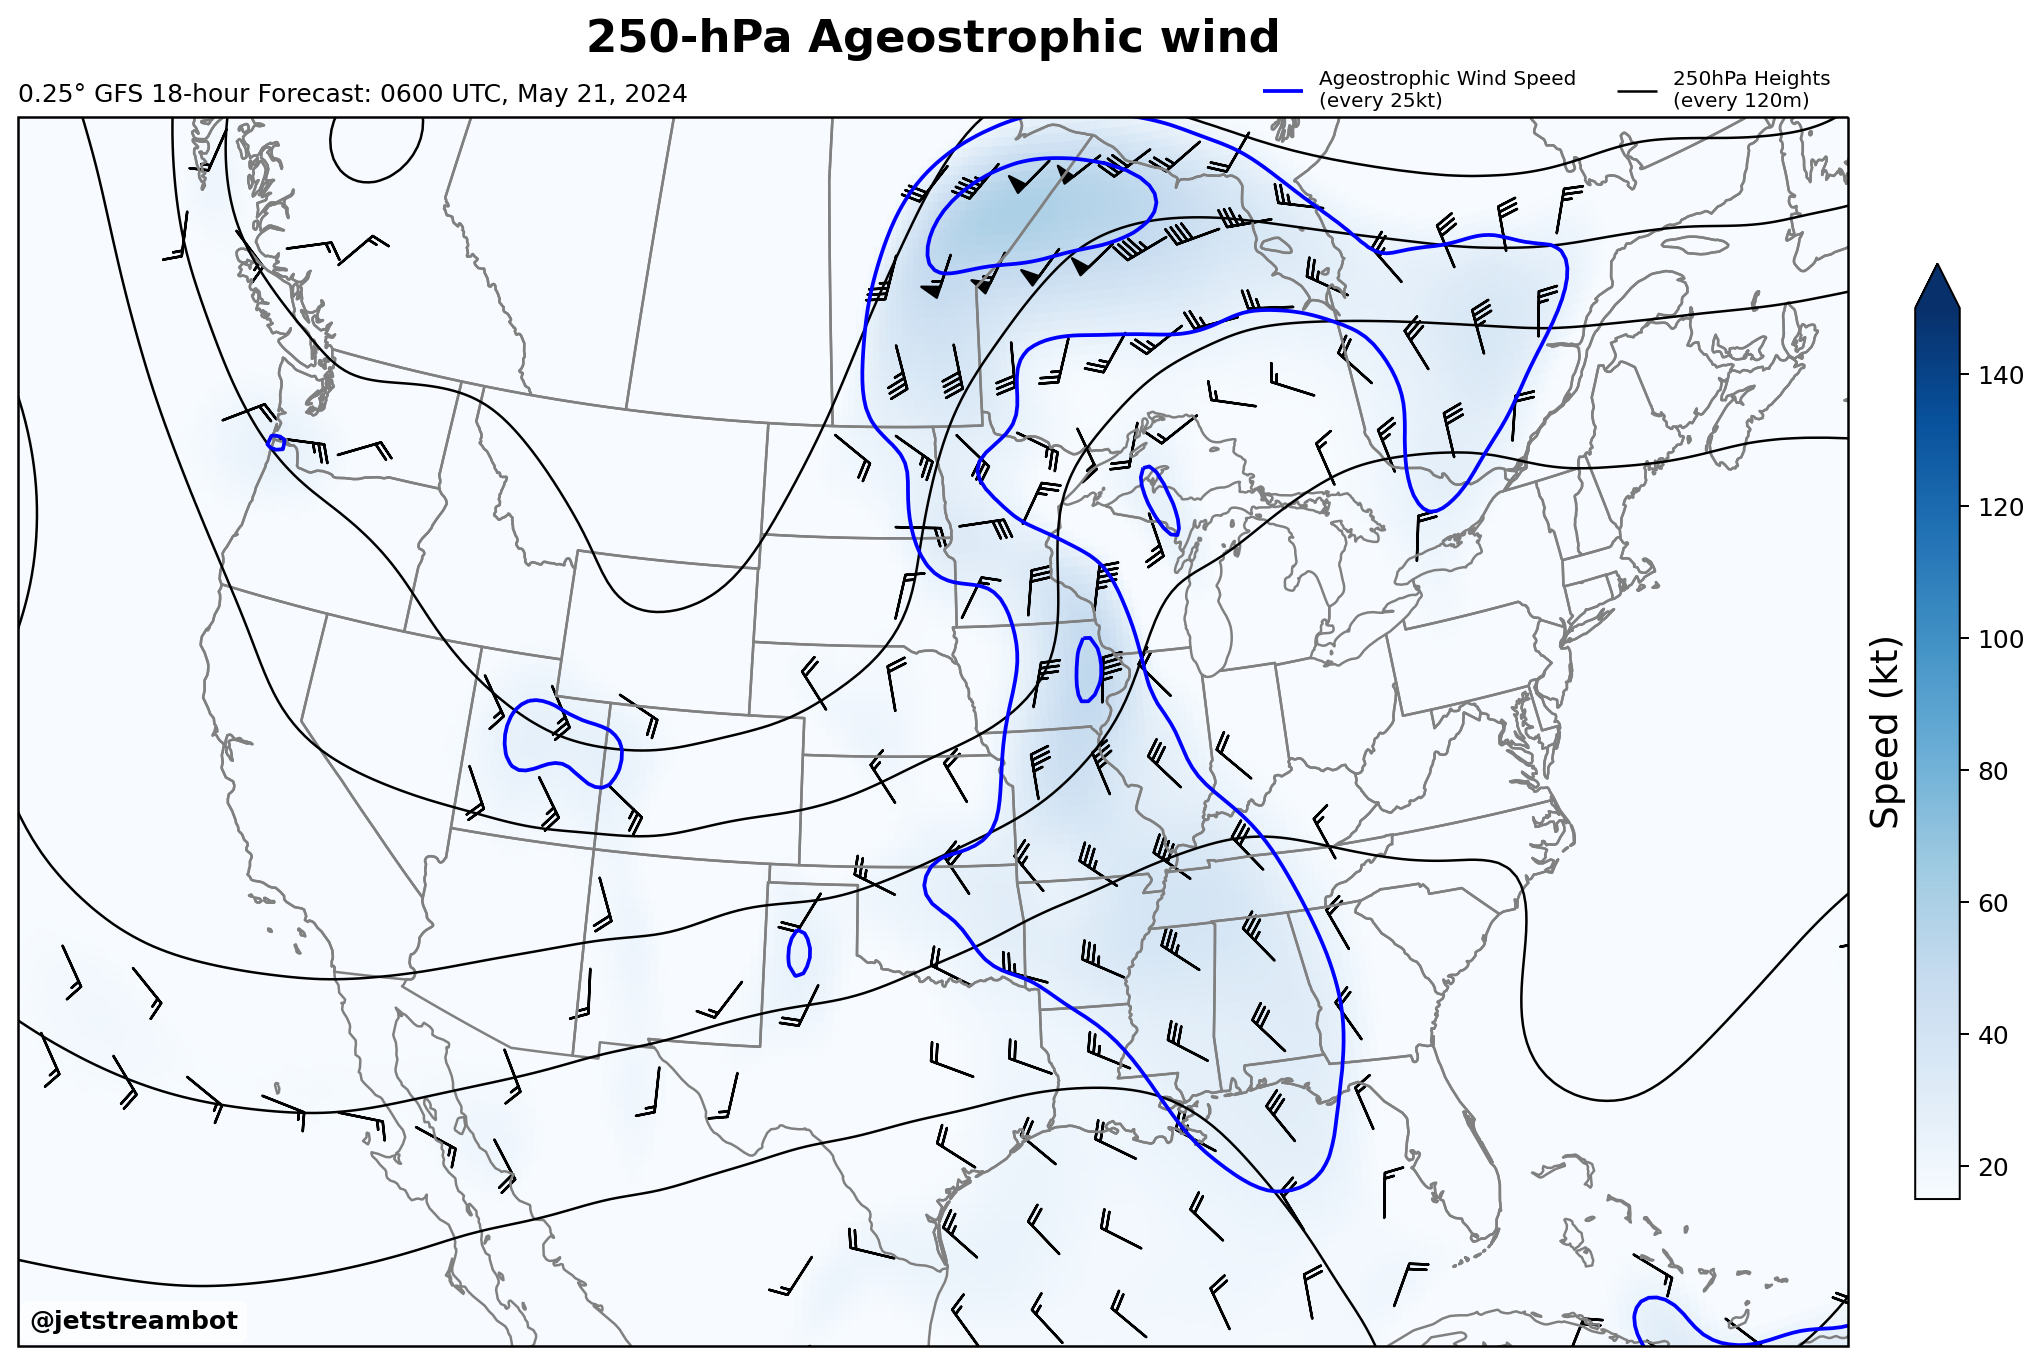 250-hPa Ageostrophic wind
0.25° GFS 18-hour Forecast: 0600 UTC, May 21, 2024
Ageostrophic Wind Speed
(every 25kt)
250hPa Heights
(every 120m)
140
120
100
80
60
40
20
Speed (kt)
@jetstreambot